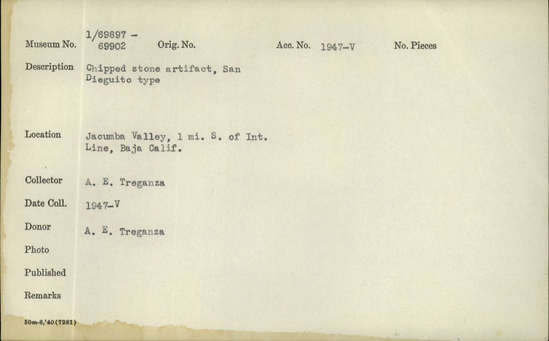 1/69897 -
Museum No. 69902 Orig. No. Acc. No. 1947-V No. Pieces
Description Chipped stone artifact, San
Dieguito type
Location Jacumba Valley, 1 mi. S. of Int.
Line, Baja Calif.
Collector A. E. Treganza
Date Coll. 1947-V
Donor A. E. Treganza
Photo
Published
Remarks
50m-8,'40(7281)